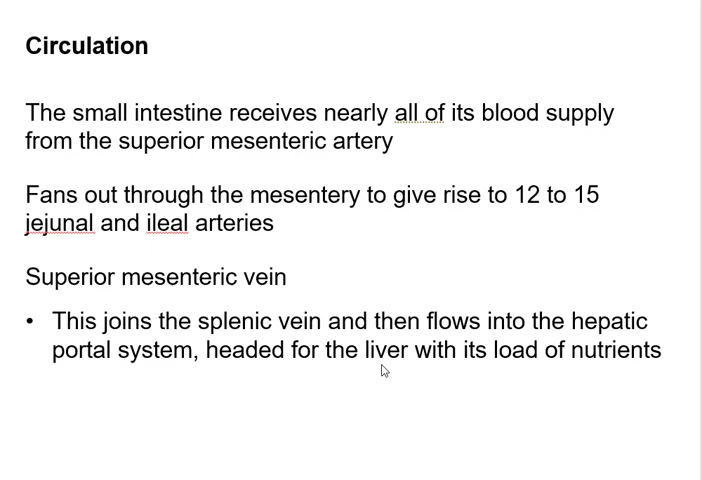 Circulation
The small intestine receives nearly all of its blood supply
from the superior mesenteric artery
Fans out through the mesentery to give rise to 12 to 15
jejunal and ileal arteries
Superior mesenteric vein
• This joins the splenic vein and then flows into the hepatic
portal system, headed for the liver with its load of nutrients